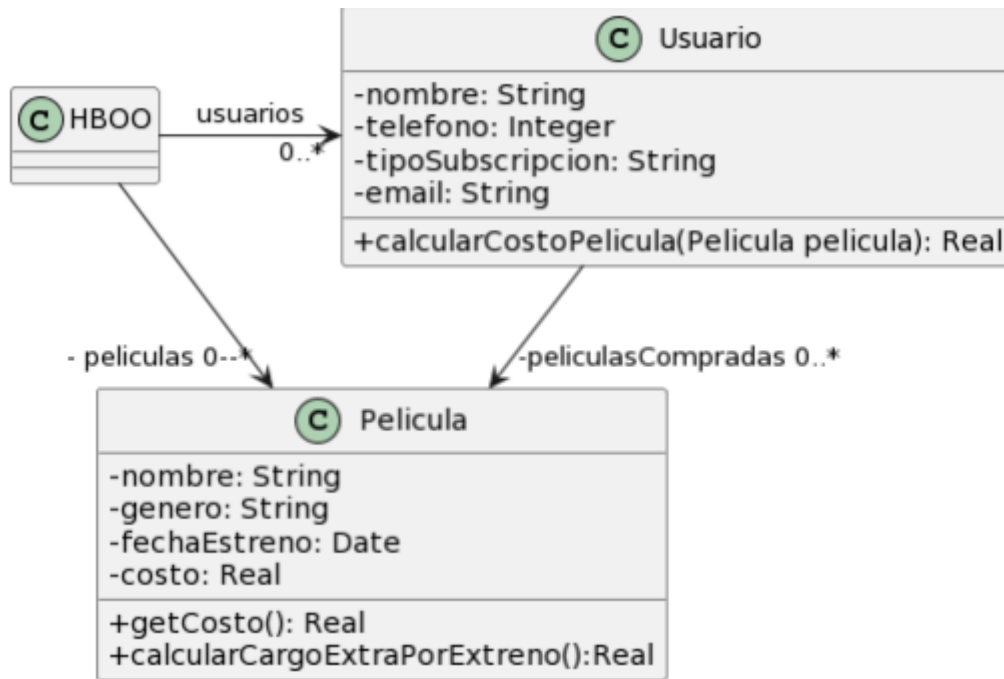 C Usuario
-nombre: String
-telefono: Integer
-tipoSubscripcion: String
-email: String
+calcularCostoPelicula(Pelicula pelicula): Real
C HBOO
usuarios
0..*
- peliculas 0--*
-peliculasCompradas 0..*
C Pelicula
-nombre: String
-genero: String
-fechaEstreno: Date
-costo: Real
+getCosto(): Real
+calcularCargoExtraPorExtreno():Real